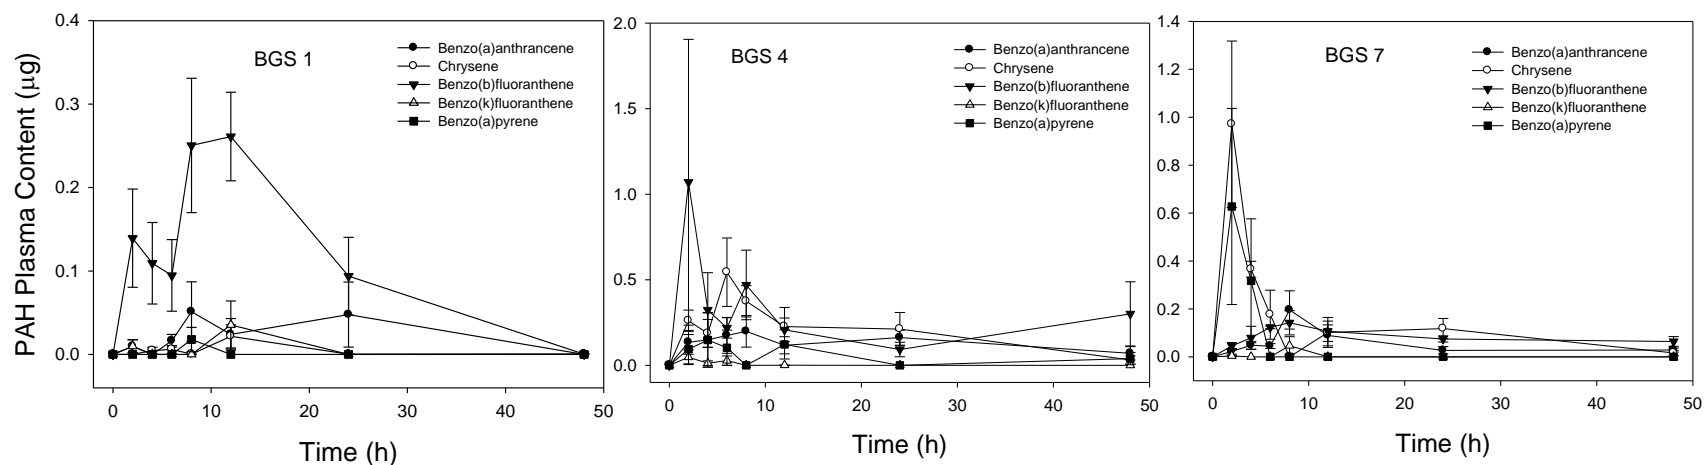 PAH Plasma Content (µg)
0.4
0.3
0.2
0.1
0.0
BGS 1
Benzo(a)anthrancene
Chrysene
Benzo(b)fluoranthene
Benzo(k)fluoranthene
Benzo(a)pyrene
0 10 20 30 40 50
Time (h)
2.0
1.5
1.0
0.5
0.0
BGS 4
Benzo(a)anthrancene
Chrysene
Benzo(b)fluoranthene
Benzo(k)fluoranthene
Benzo(a)pyrene
0 10 20 30 40 50
Time (h)
1.4
1.2
1.0
0.8
0.6
0.4
0.2
0.0
BGS 7
Benzo(a)anthrancene
Chrysene
Benzo(b)fluoranthene
Benzo(k)fluoranthene
Benzo(a)pyrene
0 10 20 30 40 50
Time (h)